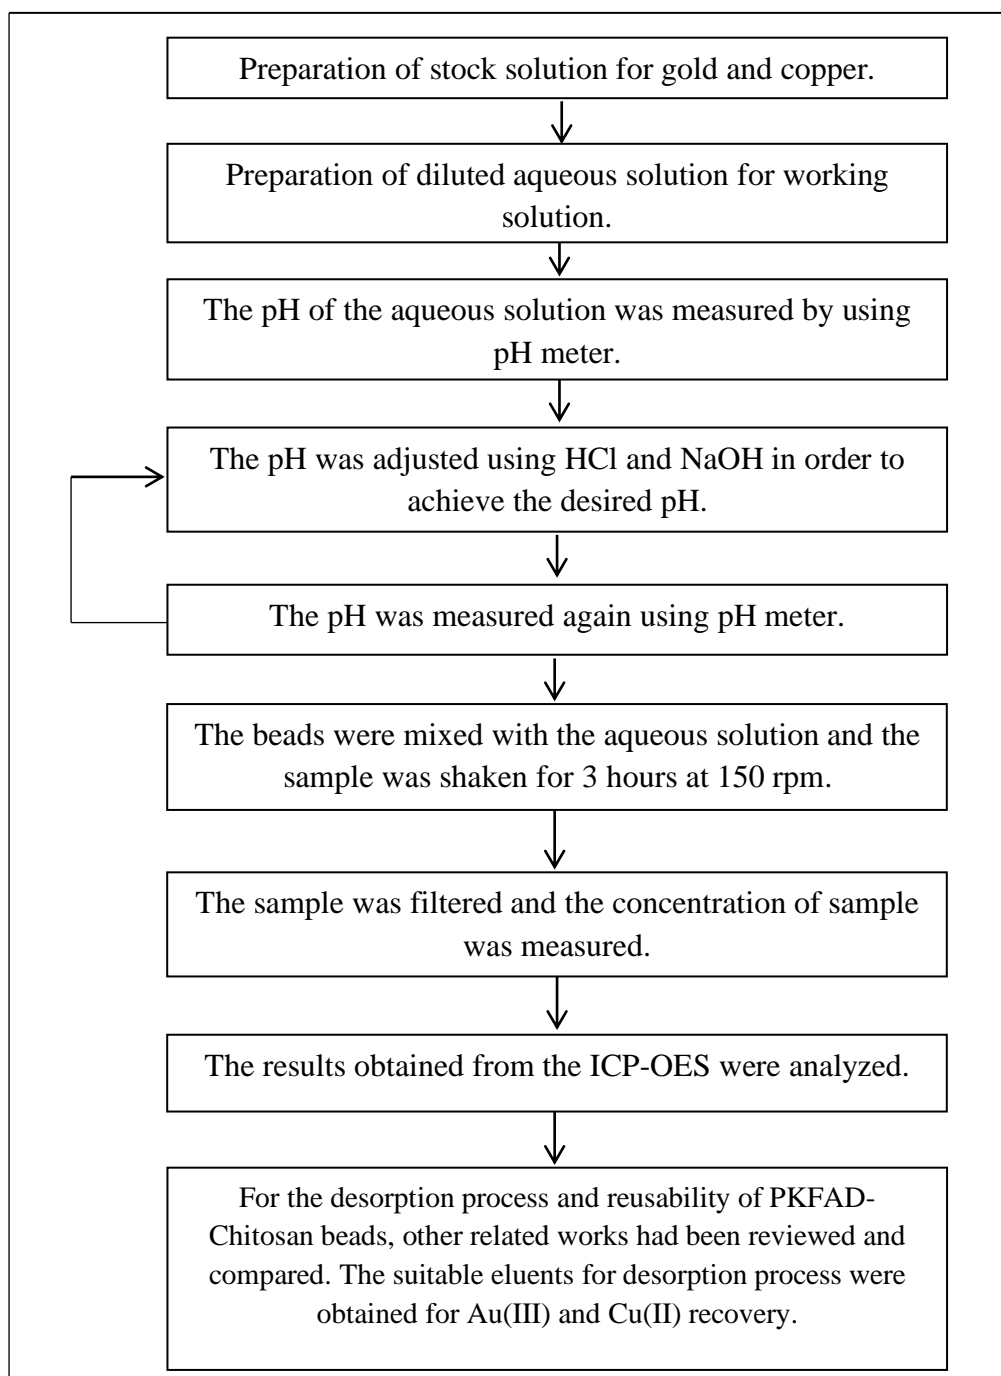 Preparation of stock solution for gold and copper.
Preparation of diluted aqueous solution for working
solution.
The pH of the aqueous solution was measured by using
pH meter.
The pH was adjusted using HCl and NaOH in order to
achieve the desired pH.
The pH was measured again using pH meter.
The beads were mixed with the aqueous solution and the
sample was shaken for 3 hours at 150 rpm.
The sample was filtered and the concentration of sample
was measured.
The results obtained from the ICP-OES were analyzed.
For the desorption process and reusability of PKFAD-
Chitosan beads, other related works had been reviewed and
compared. The suitable eluents for desorption process were
obtained for Au(III) and Cu(II) recovery.